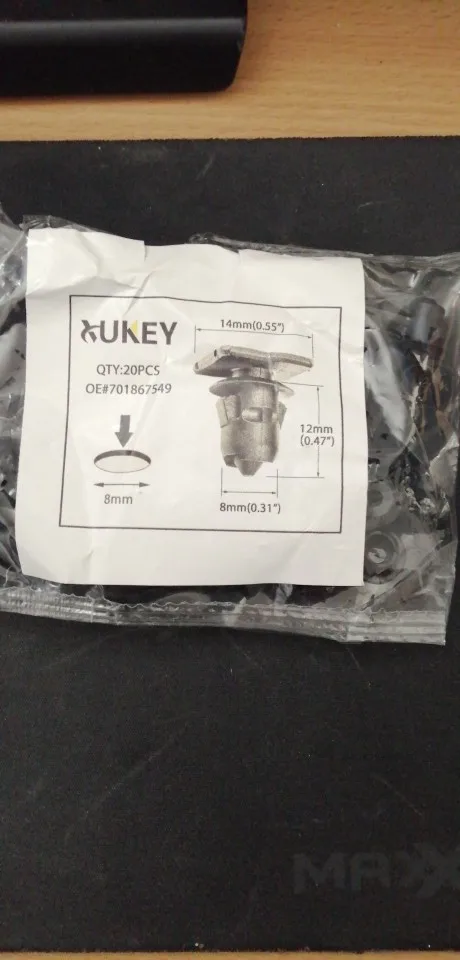 XUKEY
14mm(0.55")
QTY:20PCS
OE#701867549
12mm
(0.47")
8mm
8mm(0.31")